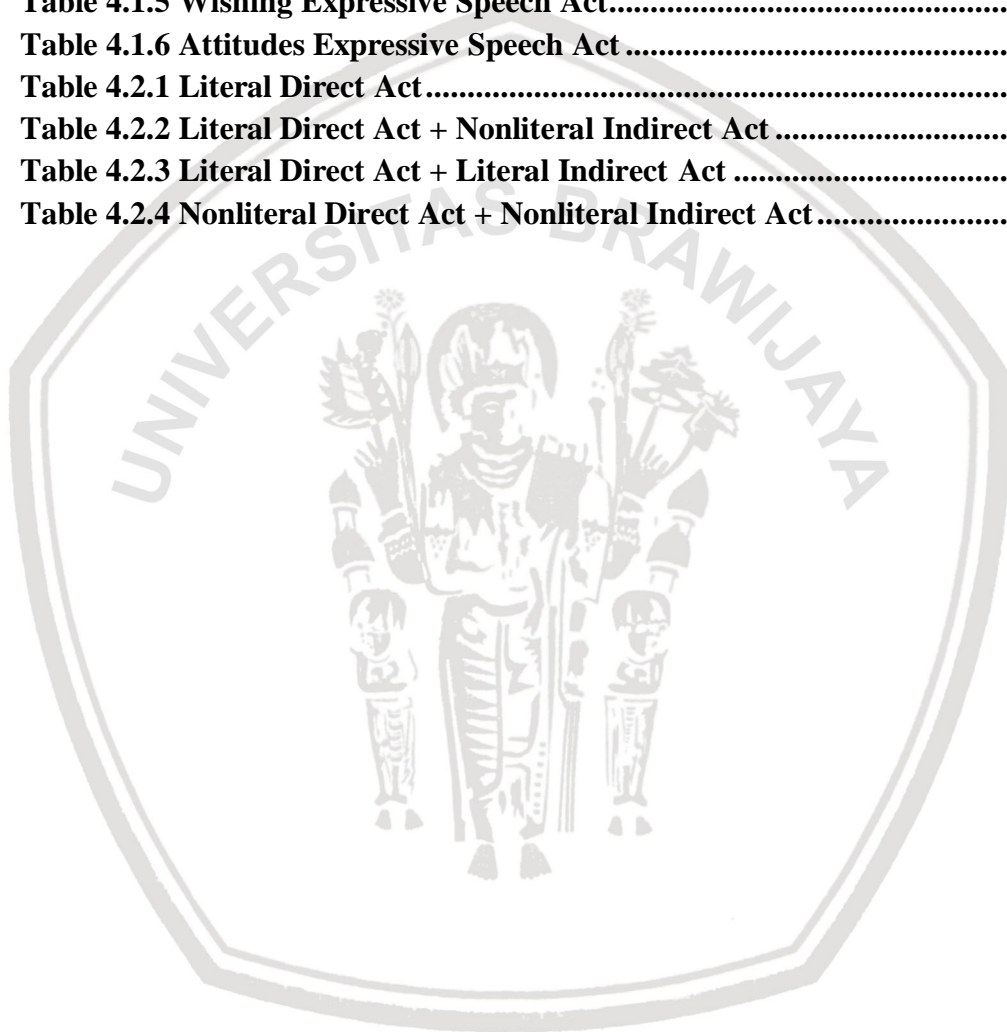 Table 4.1.5 Wishing Expressive Speech Act......................................................
Table 4.1.6 Attitudes Expressive Speech Act ....................................................
Table 4.2.1 Literal Direct Act..............................................................................
Table 4.2.2 Literal Direct Act + Nonliteral Indirect Act ................................
Table 4.2.3 Literal Direct Act + Literal Indirect Act .....................................
Table 4.2.4 Nonliteral Direct Act + Nonliteral Indirect Act..........................
UNIVERSITAS BRAWIJAYA